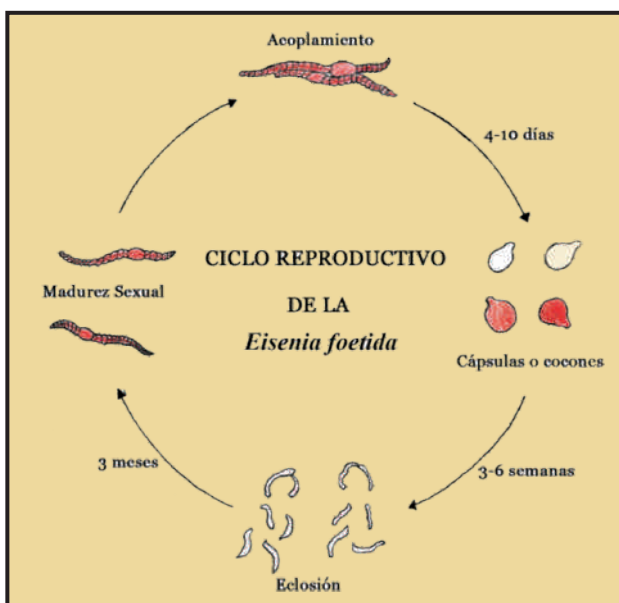 Acoplamiento
4-10 días
CICLO REPRODUCTIVO
DE LA
Eisenia foetida
Madurez Sexual
Cápsulas o cocones
3 meses
3-6 semanas
Eclosión